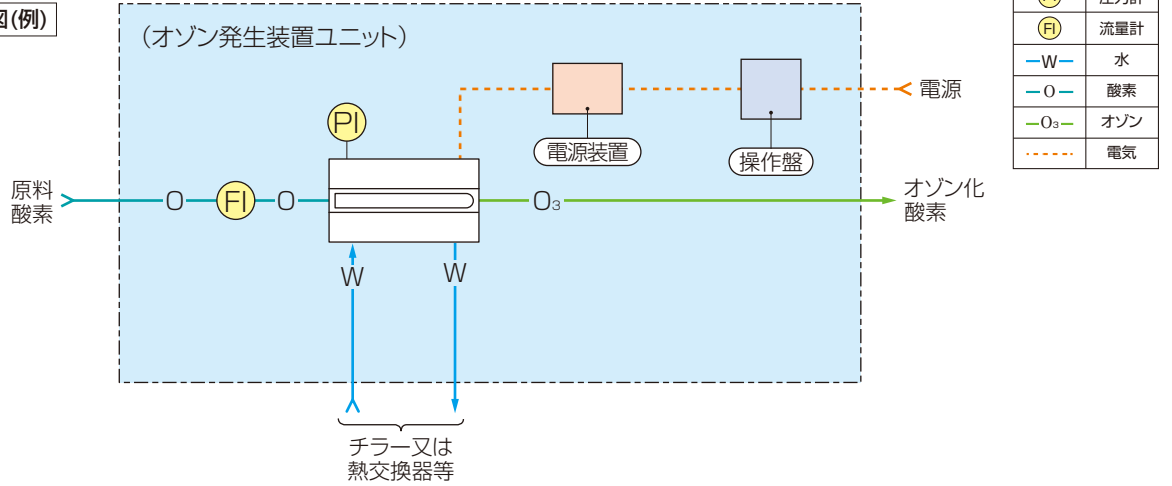 図(例)
(オゾン発生装置ユニット)
PI
電源装置
操作盤
電源
原料
酸素
O
FI
O
O₃
オゾン化
酸素
W
W
チラー又は
熱交換器等
圧力計
FI
流量計
W
水
O
酸素
O₃
オゾン
電気